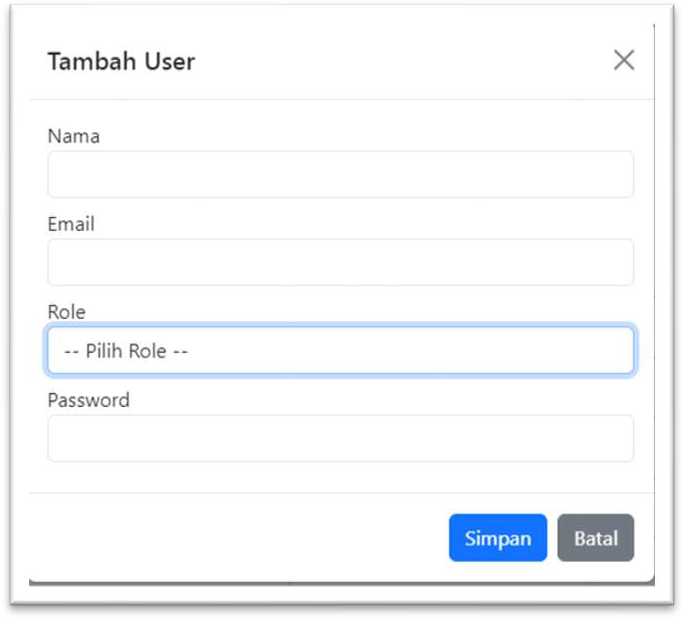 Tambah User
Nama
Email
Role
-- Pilih Role --
Password
Simpan Batal